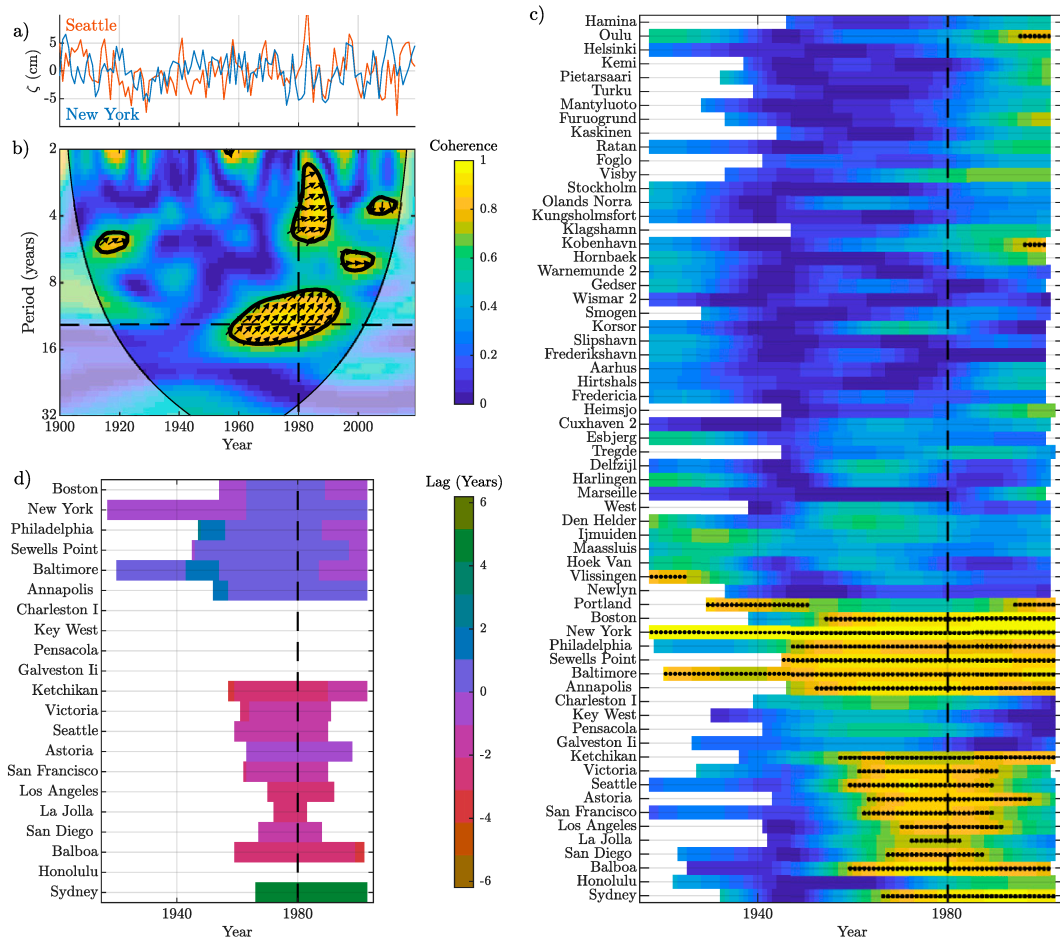 a)
Seattle
New York
ζ (cm)
5
0
-5
b)
Coherence
Period (years)
2
4
8
16
32
1900
1920
1940
1960
1980
2000
Year
1
0.8
0.6
0.4
0.2
0
c)
Hamina
Oulu
Helsinki
Kemi
Pietarsaari
Turku
Mantyluoto
Furuogrund
Kaskinen
Ratan
Foglo
Visby
Stockholm
Olands Norra
Kungsholmsfort
Klagshamn
Kobenhavn
Hornbaek
Warnemunde 2
Gedser
Wismar 2
Smogen
Korsor
Slipshavn
Frederikshavn
Aarhus
Hirtshals
Fredericia
Heimsjo
Cuxhaven 2
Esbjerg
Tregde
Delfzijl
Harlingen
Marseille
West
Den Helder
Ijmuiden
Maassluis
Hoek Van
Vlissingen
Newlyn
Portland
Boston
New York
Philadelphia
Sewells Point
Baltimore
Annapolis
Charleston I
Key West
Pensacola
Galveston Ii
Ketchikan
Victoria
Seattle
Astoria
San Francisco
Los Angeles
La Jolla
San Diego
Balboa
Honolulu
Sydney
1940
1980
Year
d)
Lag (Years)
Boston
New York
Philadelphia
Sewells Point
Baltimore
Annapolis
Charleston I
Key West
Pensacola
Galveston Ii
Ketchikan
Victoria
Seattle
Astoria
San Francisco
Los Angeles
La Jolla
San Diego
Balboa
Honolulu
Sydney
1940
1980
Year
6
4
2
0
-2
-4
-6